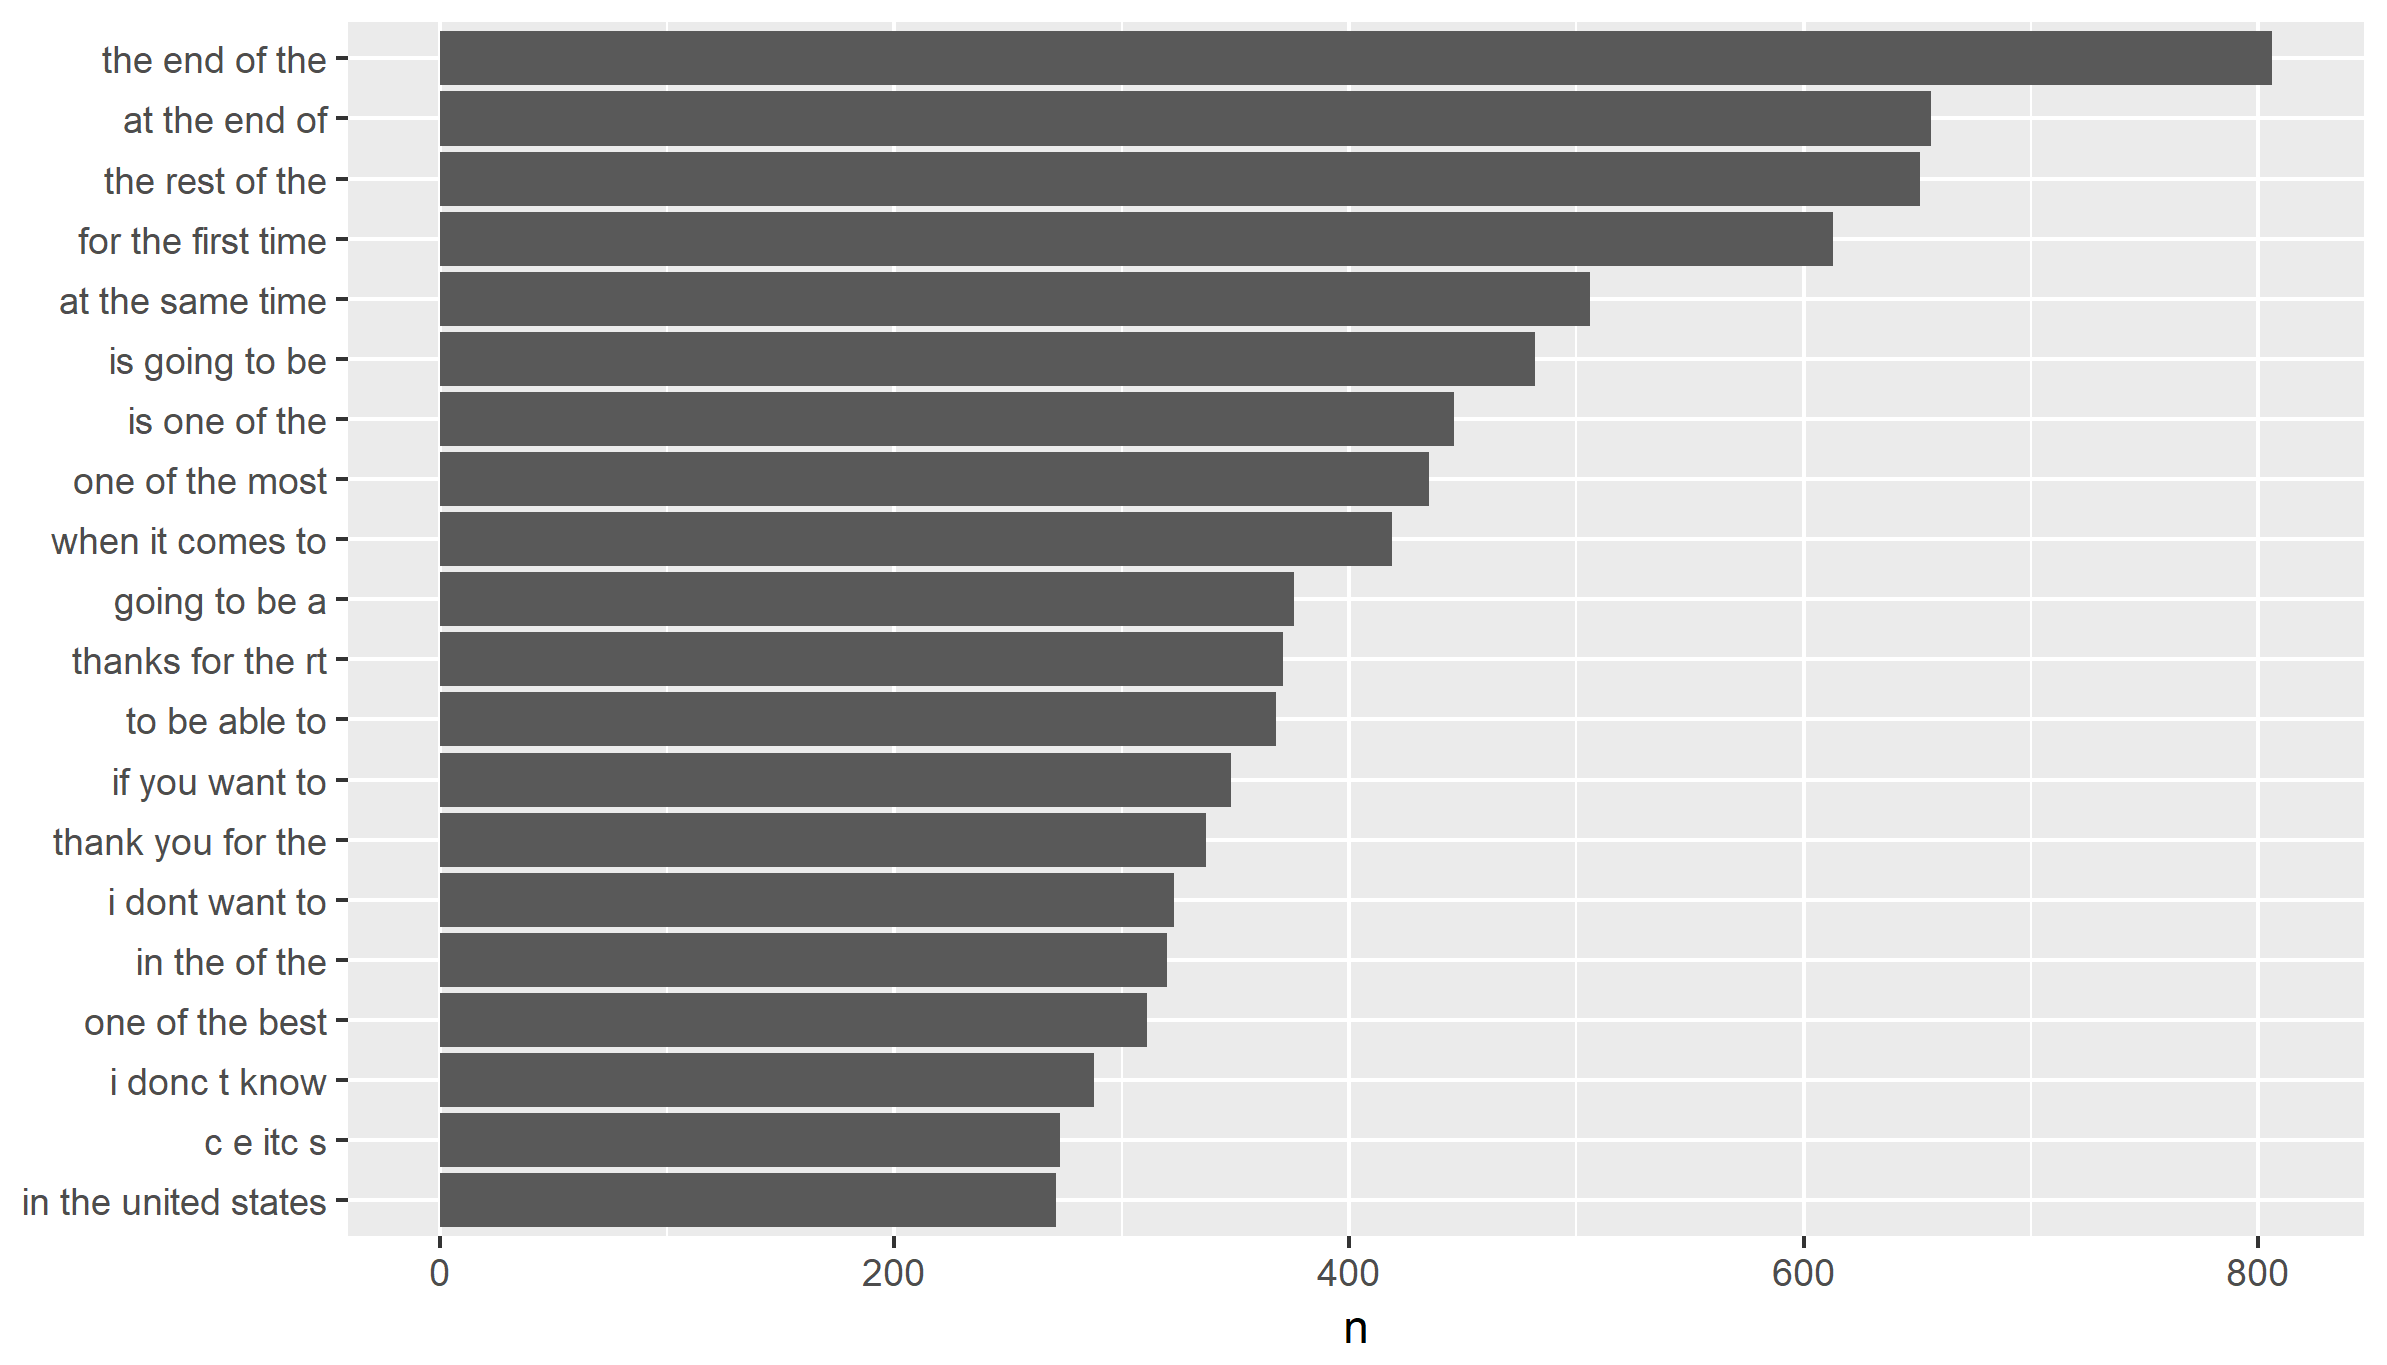 the end of the
at the end of
the rest of the
for the first time
at the same time
is going to be
is one of the
one of the most
when it comes to
going to be a
thanks for the rt
to be able to
if you want to
thank you for the
i dont want to
in the of the
one of the best
i donc t know
c e itc s
in the united states
0 200 400 600 800
n